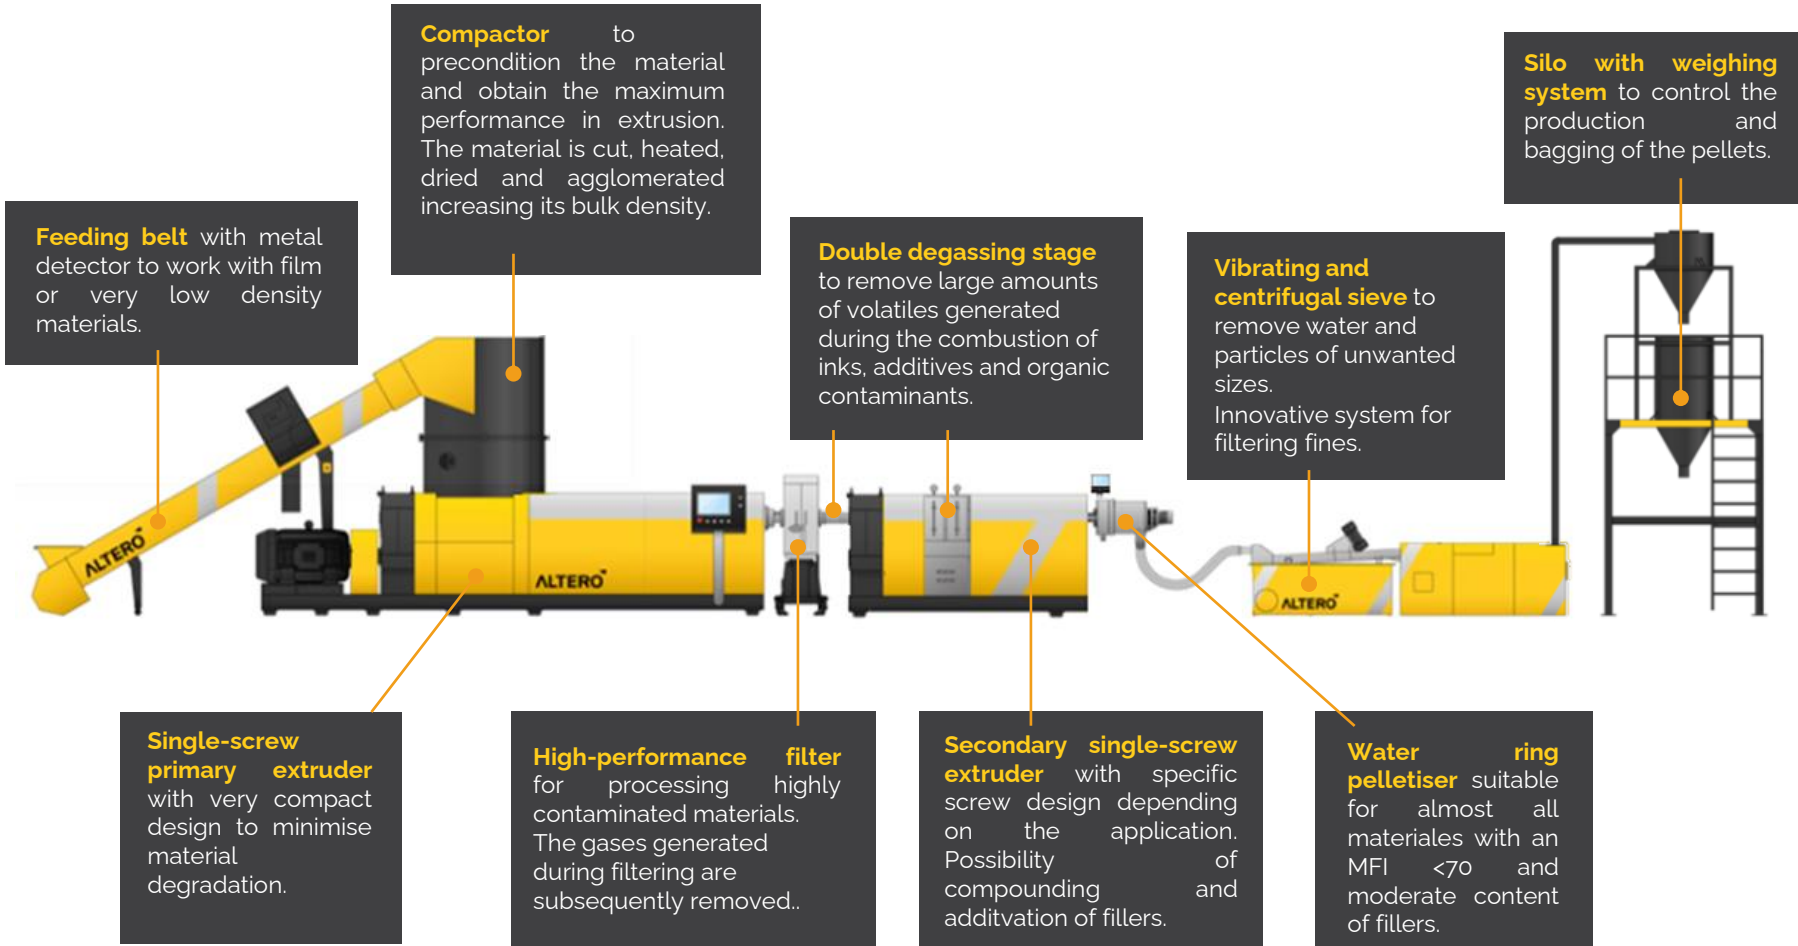 Compactor to
precondition the material
and obtain the maximum
performance in extrusion.
The material is cut, heated,
dried and agglomerated
increasing its bulk density.
Silo with weighing
system to control the
production and
bagging of the pellets.
Feeding belt with metal
detector to work with film
or very low density
materials.
Double degassing stage
to remove large amounts
of volatiles generated
during the combustion of
inks, additives and organic
contaminants.
Vibrating and
centrifugal sieve to
remove water and
particles of unwanted
sizes.
Innovative system for
filtering fines.
ALTERO
ALTERO
ALTERO
Single-screw
primary extruder
with very compact
design to minimise
material
degradation.
High-performance filter
for processing highly
contaminated materials.
The gases generated
during filtering are
subsequently removed..
Secondary single-screw
extruder with specific
screw design depending
on the application.
Possibility of
compounding and
additvation of fillers.
Water ring
pelletiser suitable
for almost all
materiales with an
MFI <70 and
moderate content
of fillers.